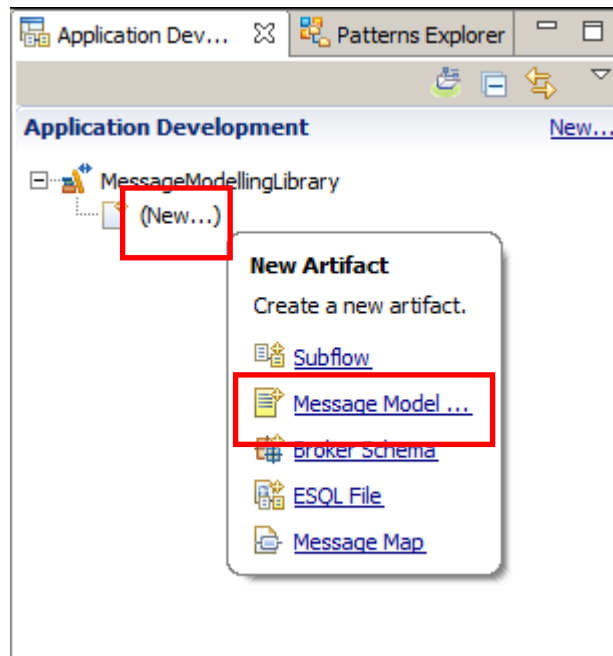 Application Dev... Patterns Explorer
Application Development New...
MessageModellingLibrary
(New...)
New Artifact
Create a new artifact.
Subflow
Message Model ...
Broker Schema
ESQL File
Message Map